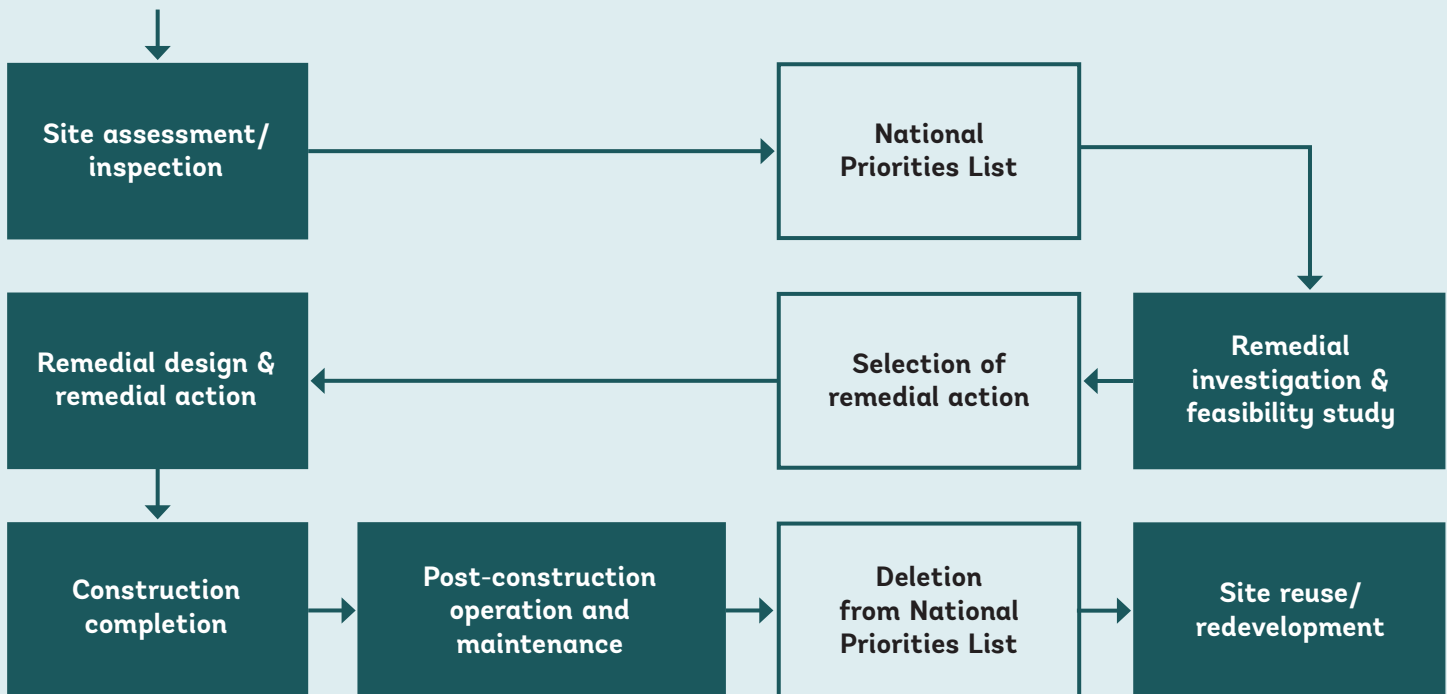 Site assessment/
inspection
National
Priorities List
Remedial
investigation &
feasibility study
Selection of
remedial action
Remedial design &
remedial action
Construction
completion
Post-construction
operation and
maintenance
Deletion
from National
Priorities List
Site reuse/
redevelopment